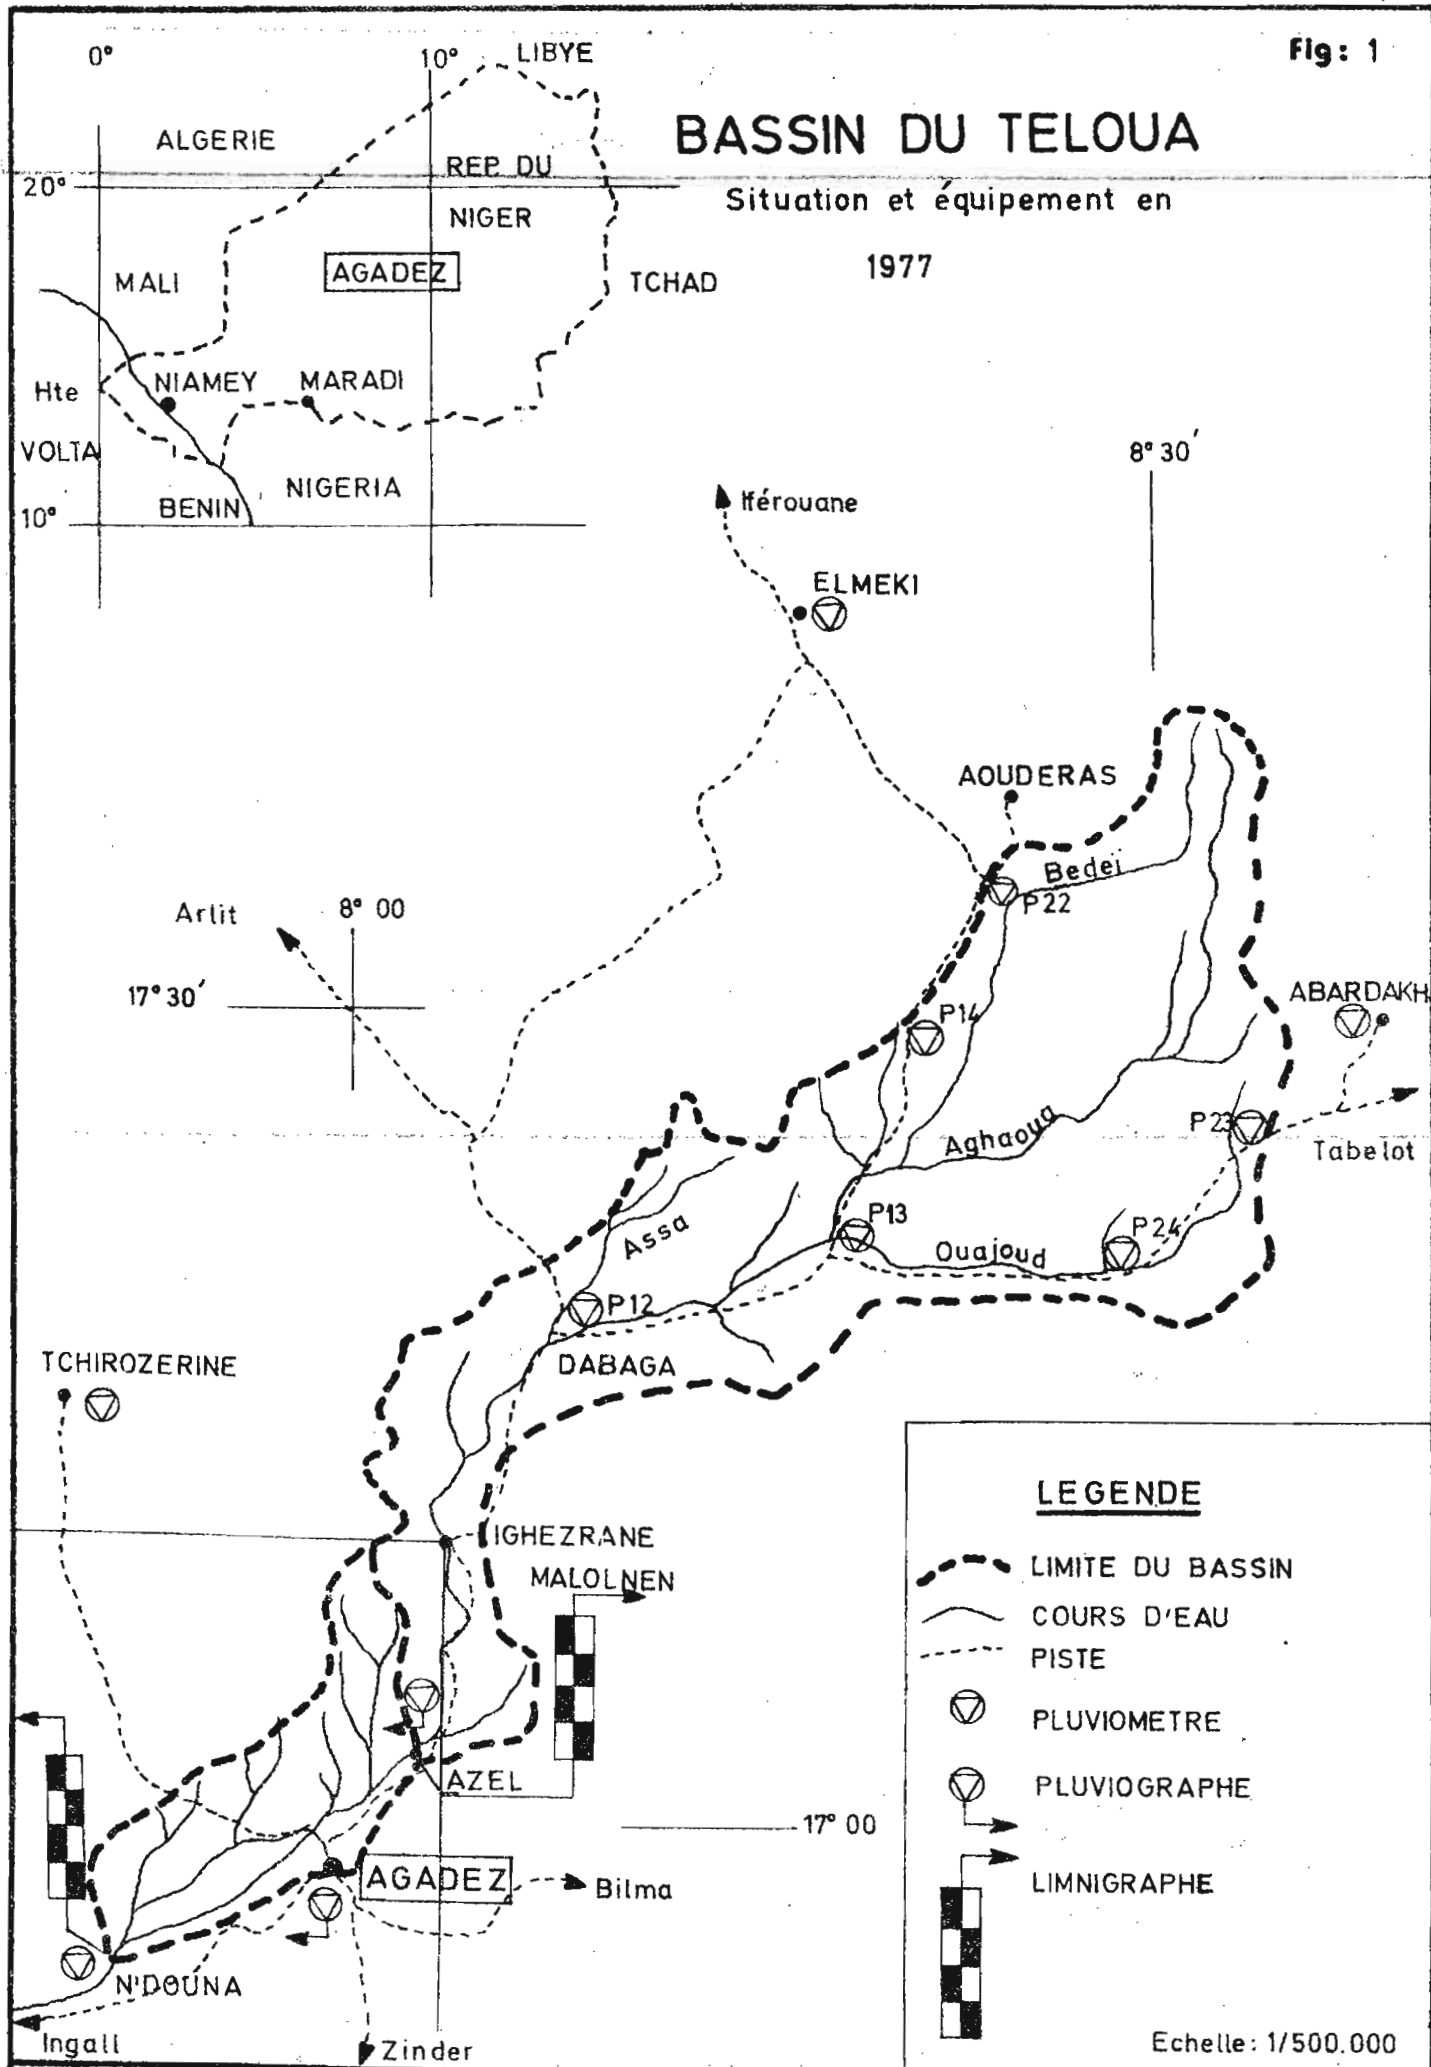 Fig: 1
BASSIN DU TELOUA
Situation et équipement en
1977
0°
10°
LIBYE
ALGERIE
REP. DU
20°
NIGER
AGADEZ
MALI
TCHAD
Hte
NIAMEY
MARADI
VOLTA
NIGERIA
BENIN
10°
8° 30'
Iférouane
ELMEKI
AOUDERAS
Bedeï
P22
Arlit
8° 00
17° 30'
P14
ABARDAKH
P23
Aghaoua
Tabelot
P13
P24
Assa
Ouajoud
P12
DABAGA
TCHIROZERINE
IGHEZRANE
MALOLNEN
AZEL
17° 00
AGADEZ
Bilma
N'DOUNA
Ingall
Zinder
LEGENDE
LIMITE DU BASSIN
COURS D'EAU
PISTE
PLUVIOMETRE
PLUVIOGRAPHE
LIMNIGRAPHE
Echelle: 1/500.000